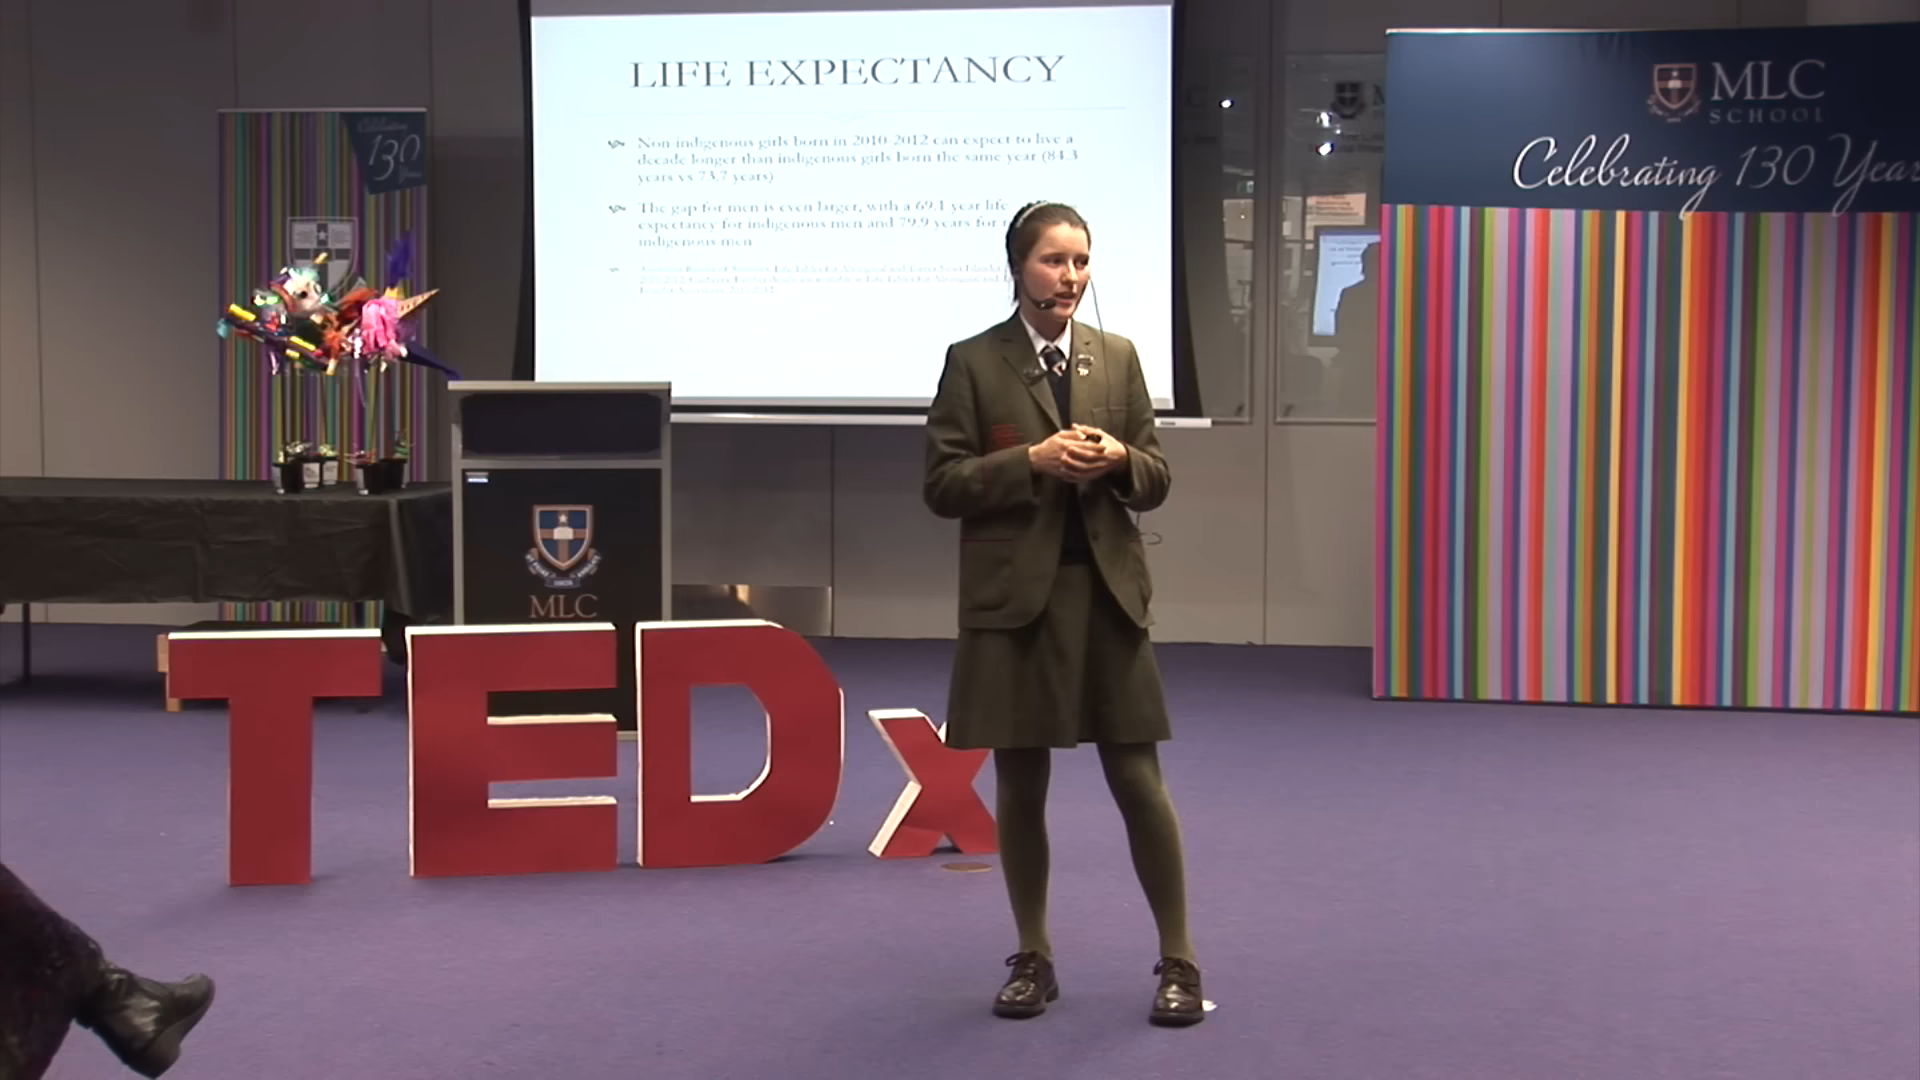 LIFE EXPECTANCY
Non-indigenous girls born in 2010-2012 can expect to live a
decade longer than indigenous girls born the same year (84.3
years vs 73.7 years)
The gap for men is even larger, with a 69.1 year life
expectancy for indigenous men and 79.9 years for
indigenous men
Celebrating
130
Years
MLC
SCHOOL
Celebrating 130 Year
MLC
TEDx